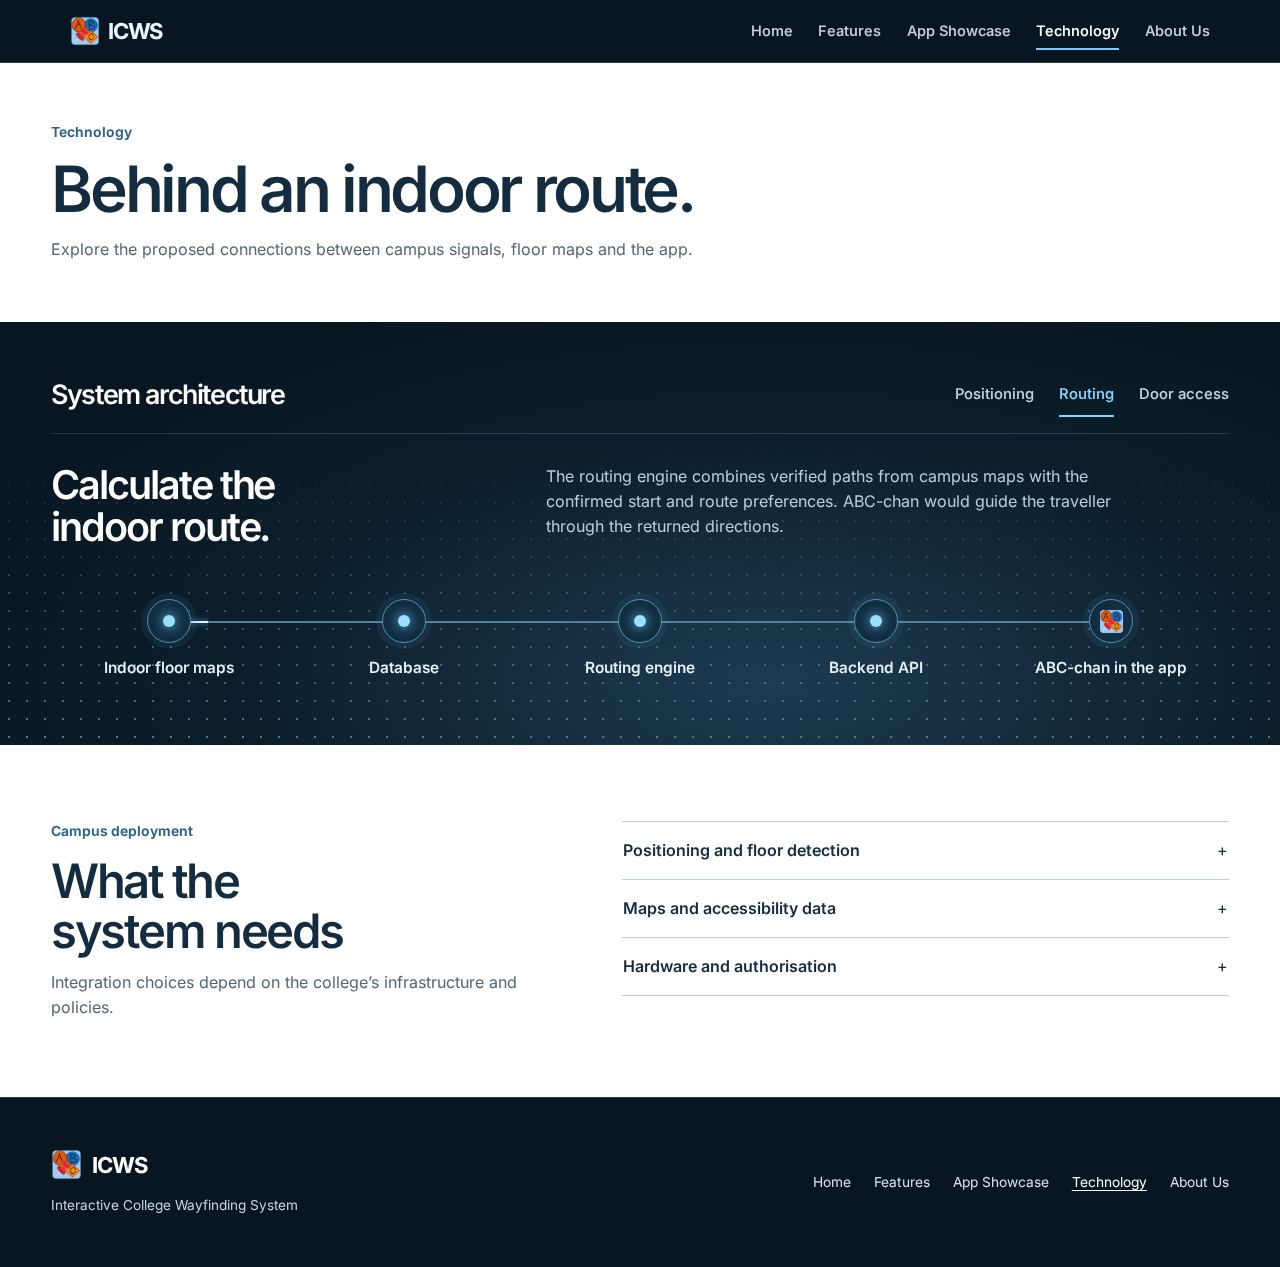 ICWS
Home Features App Showcase Technology About Us
Technology
Behind an indoor route.
Explore the proposed connections between campus signals, floor maps and the app.
System architecture
Positioning Routing Door access
Calculate the
indoor route.
The routing engine combines verified paths from campus maps with the
confirmed start and route preferences. ABC-chan would guide the traveller
through the returned directions.
Indoor floor maps
Database
Routing engine
Backend API
ABC-chan in the app
Campus deployment
What the
system needs
Integration choices depend on the college’s infrastructure and
policies.
Positioning and floor detection +
Maps and accessibility data +
Hardware and authorisation +
ICWS
Interactive College Wayfinding System
Home Features App Showcase Technology About Us